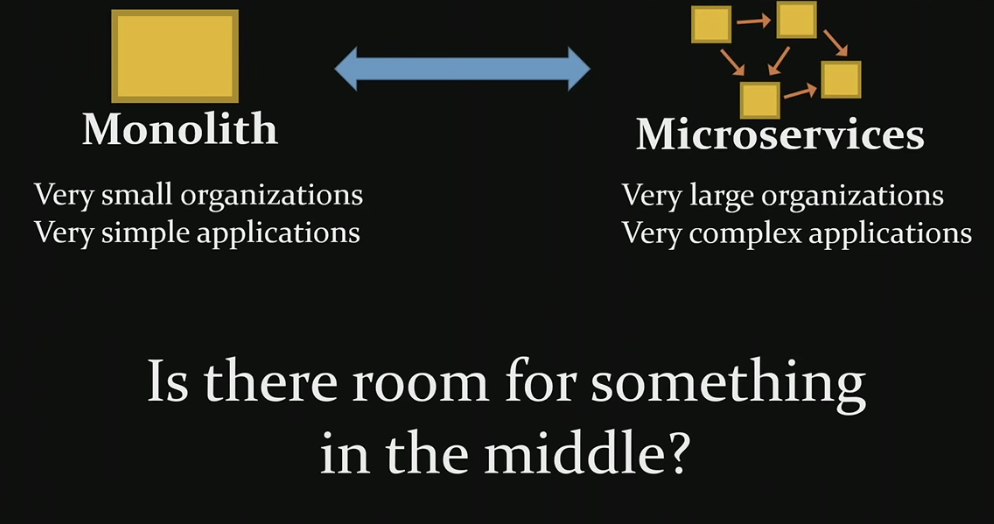 Monolith
Very small organizations
Very simple applications
Microservices
Very large organizations
Very complex applications
Is there room for something
in the middle?